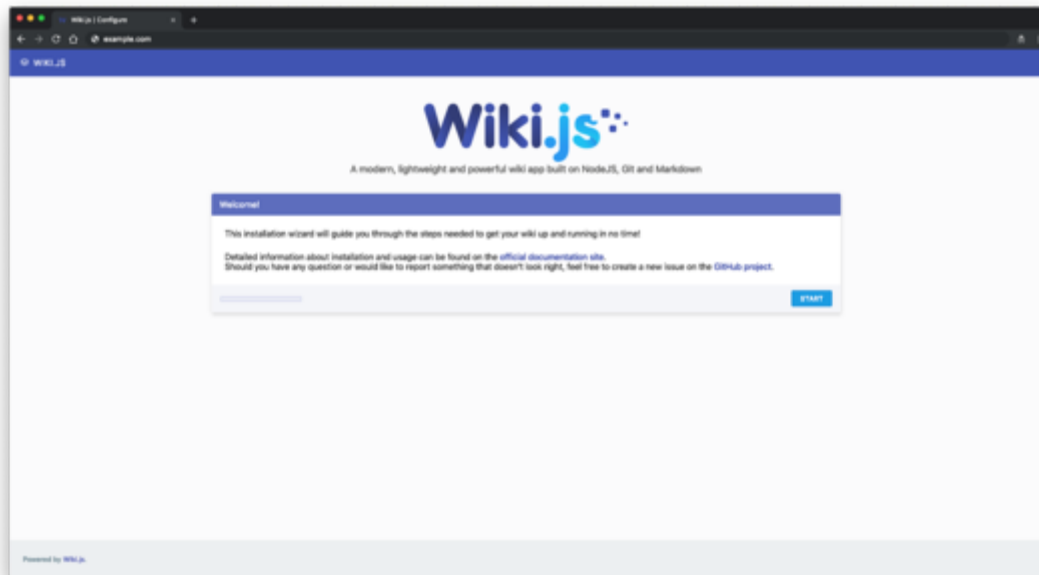 Wiki.js | Configure
example.com
WIKI.JS
Wiki.js
A modern, lightweight and powerful wiki app built on NodeJS, Git and Markdown
Welcome!
This installation wizard will guide you through the steps needed to get your wiki up and running in no time!
Detailed information about installation and usage can be found on the official documentation site.
Should you have any question or would like to report something that doesn't look right, feel free to create a new issue on the GitHub project.
START
Powered by Wiki.js.